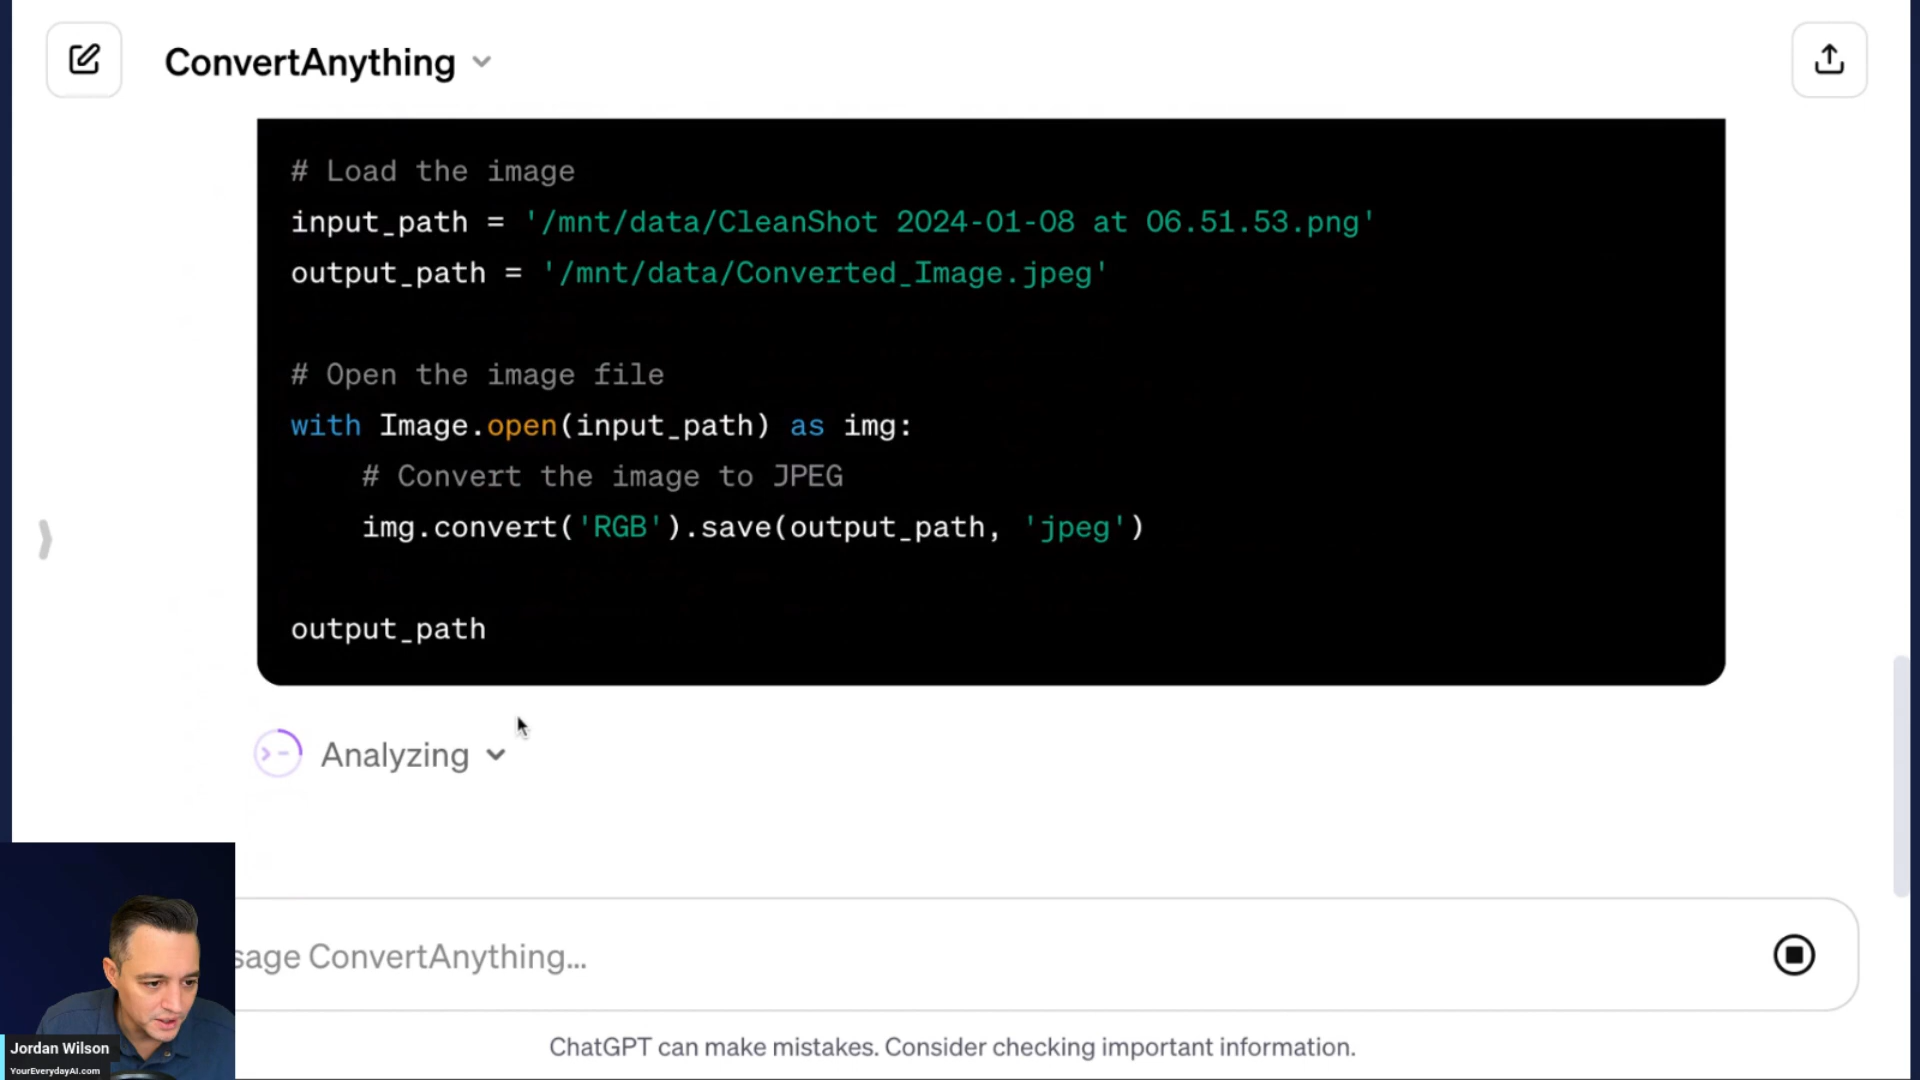 ConvertAnything
# Load the image
input_path = '/mnt/data/CleanShot 2024-01-08 at 06.51.53.png'
output_path = '/mnt/data/Converted_Image.jpeg'
# Open the image file
with Image.open(input_path) as img:
# Convert the image to JPEG
img.convert('RGB').save(output_path, 'jpeg')
output_path
Analyzing
sage ConvertAnything...
ChatGPT can make mistakes. Consider checking important information.
Jordan Wilson
YourEverydayAI.com